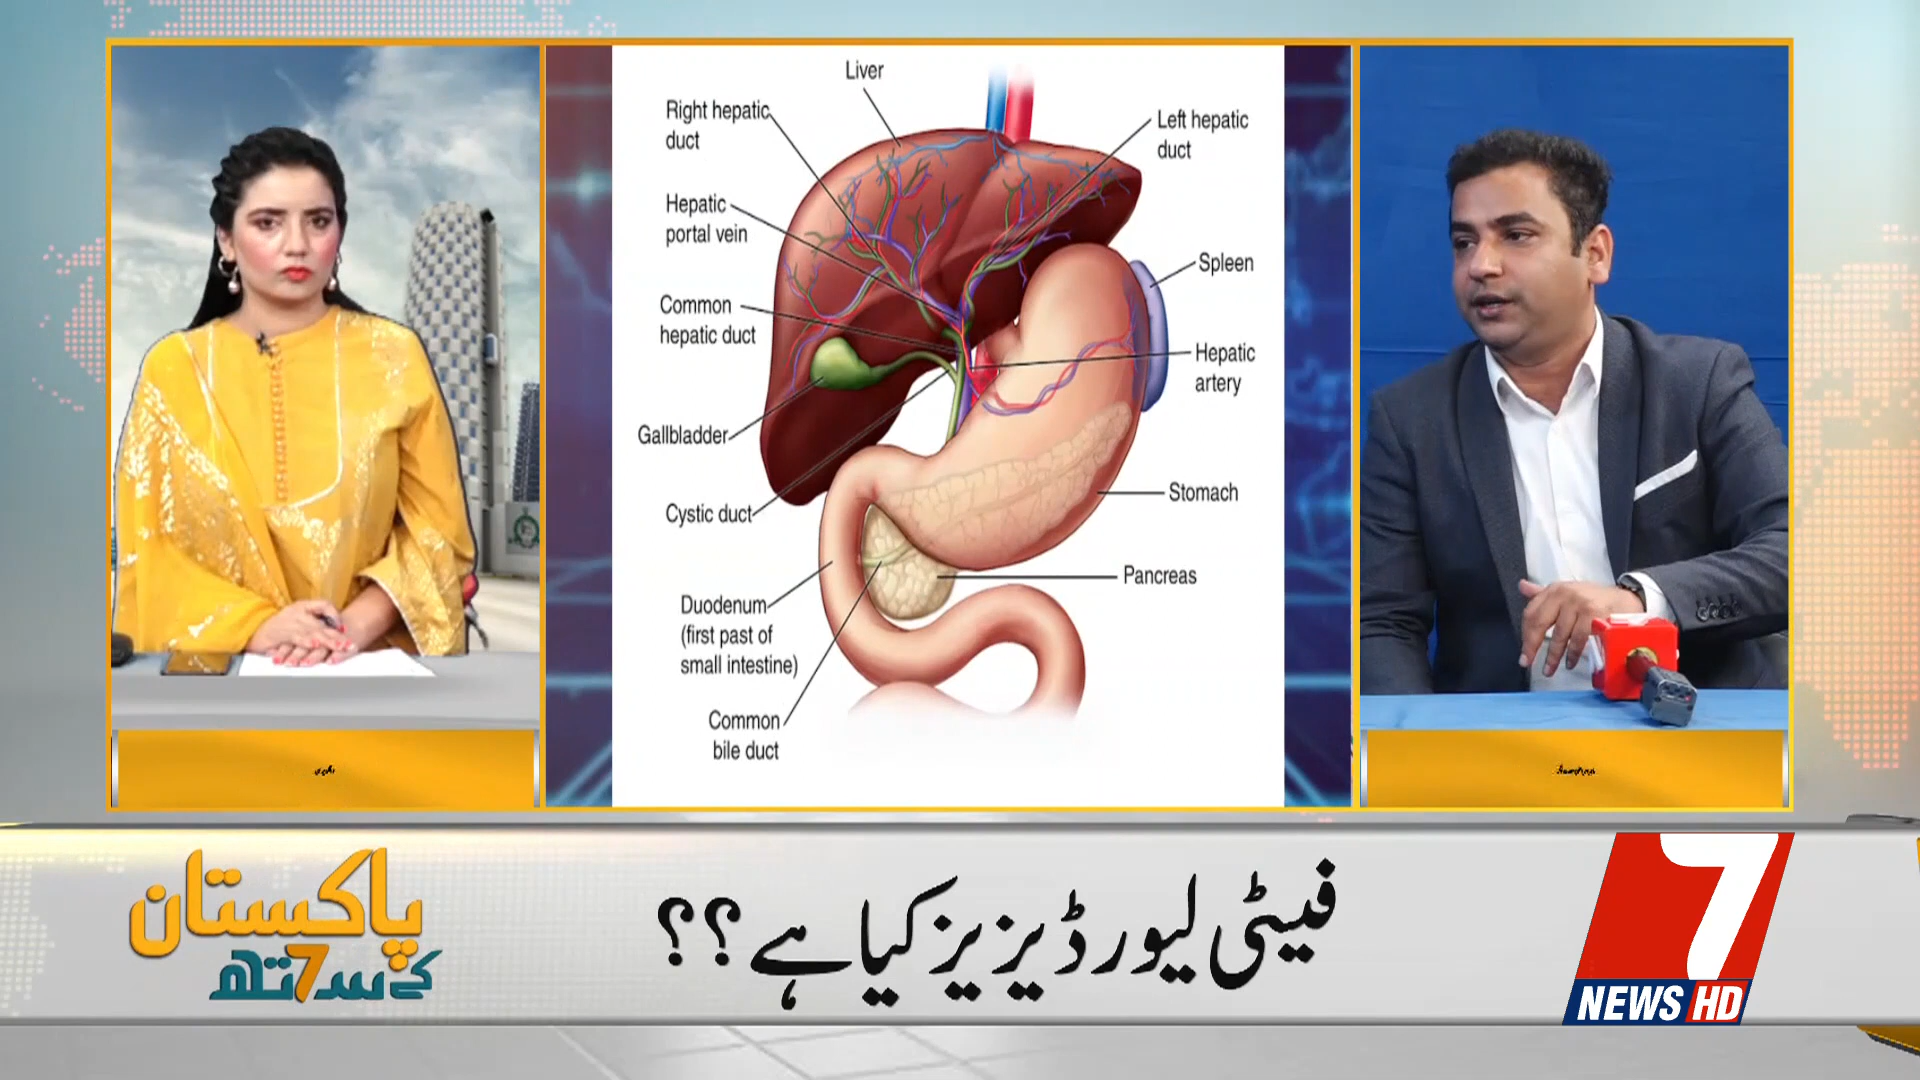 Liver
Right hepatic
duct
Left hepatic
duct
Hepatic
portal vein
Spleen
Common
hepatic duct
Hepatic
artery
Gallbladder
Stomach
Cystic duct
Pancreas
Duodenum
(first past of
small intestine)
Common
bile duct
فیٹی لیور ڈیزیز کیا ہے؟؟
پاکستان
کے س7تھ
7
NEWS HD